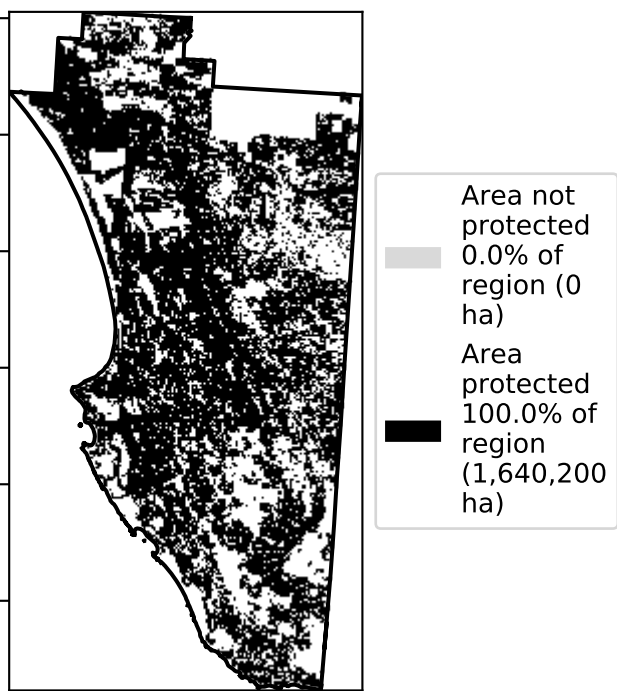 Area not
protected
0.0% of
region (0
ha)
Area
protected
100.0% of
region
(1,640,200
ha)